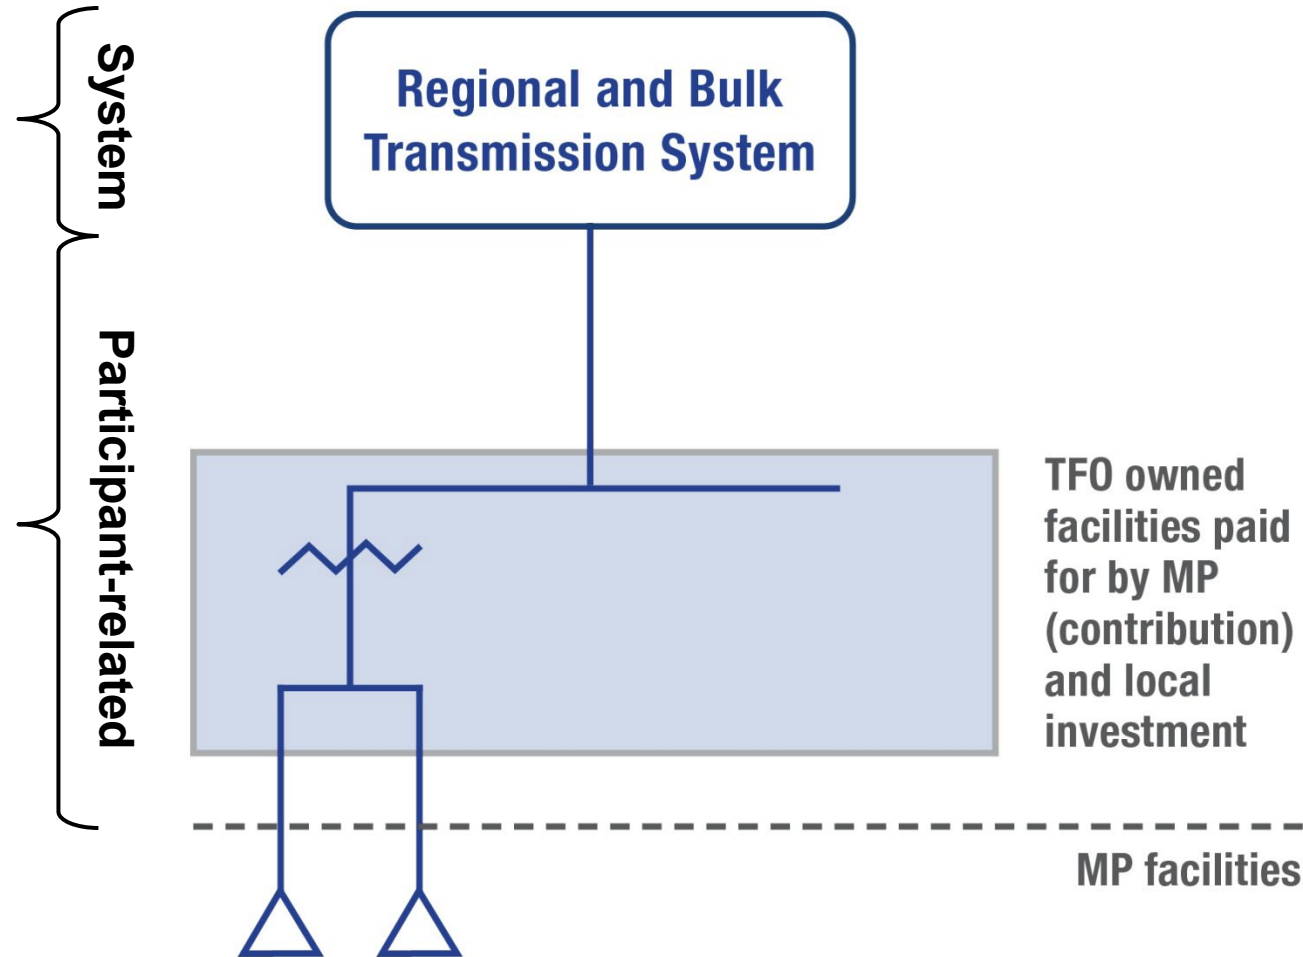 System
Regional and Bulk
Transmission System
Participant-related
TFO owned
facilities paid
for by MP
(contribution)
and local
investment
MP facilities